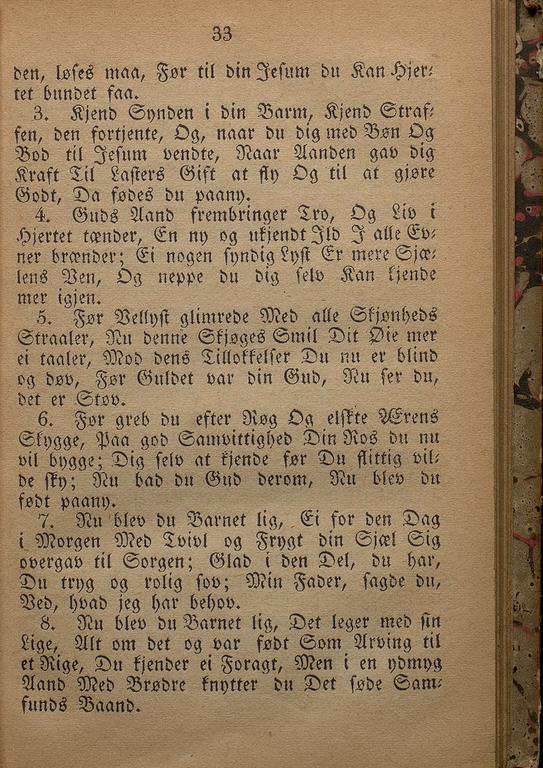 33
den, løses maa, Før til din Jesum du Kan Hjer-
tet bundet faa.
3. Kjend Synden i din Barm, Kjend Straf-
fen, den fortjente, Og, naar du dig med Bøn Og
Bod til Jesum vendte, Naar Aanden gav dig
Kraft Til Lasters Gift at fly Og til at gjøre
Godt, Da fødes du paany.
4. Guds Aand frembringer Tro, Og Liv i
Hjertet tænder, En ny og ukjendt Ild I alle Ev-
ner brænder; Ei nogen syndig Lyst Er mere Sjæ-
lens Ven, Og neppe du dig selv Kan kjende
mer igjen.
5. Før Vellyst glimrede Med alle Skjønheds
Straaler, Nu denne Skjøges Smil Dit Øie mer
ei taaler, Mod dens Tillokkelser Du nu er blind
og døv, Før Guldet var din Gud, Nu ser du,
det er Støv.
6. Før greb du efter Røg Og elskte Ærens
Skygge, Paa god Samvittighed Din Ros du nu
vil bygge; Dig selv at kjende før Du flittig vil-
de sky; Nu bad du Gud derom, Nu blev du
født paany.
7. Nu blev du Barnet lig, Ei for den Dag
i Morgen Med Tvivl og Frygt din Sjæl Sig
overgav til Sorgen; Glad i den Del, du har,
Du tryg og rolig sov; Min Fader, sagde du,
Ved, hvad jeg har behov.
8. Nu blev du Barnet lig, Det leger med sin
Lige, Alt om det og var født Som Arving til
et Rige, Du kjender ei Foragt, Men i en ydmyg
Aand Med Brødre knytter du Det søde Sam-
funds Baand.